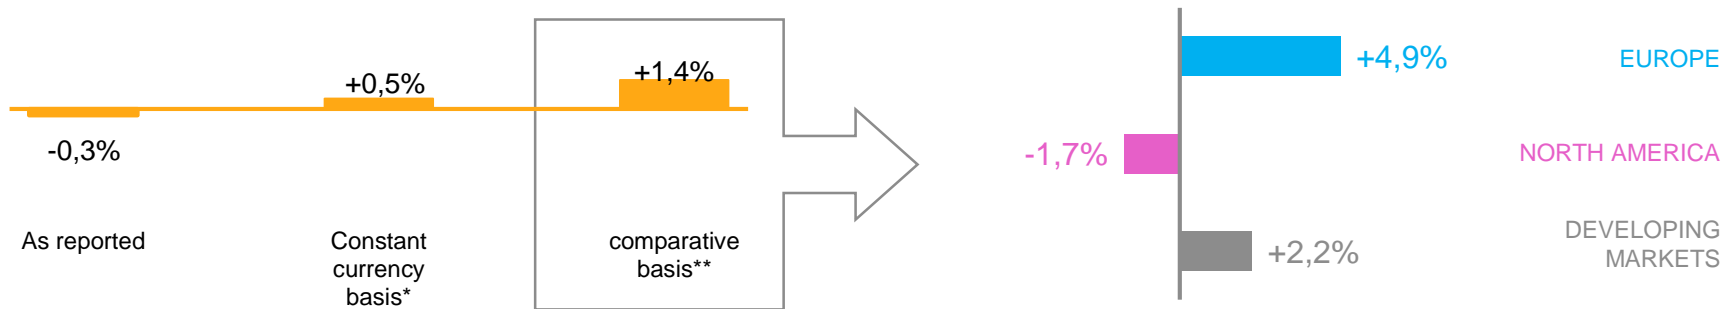 -0,3%
As reported
+0,5%
Constant
currency
basis*
+1,4%
comparative
basis**
+4,9%
EUROPE
-1,7%
NORTH AMERICA
+2,2%
DEVELOPING
MARKETS